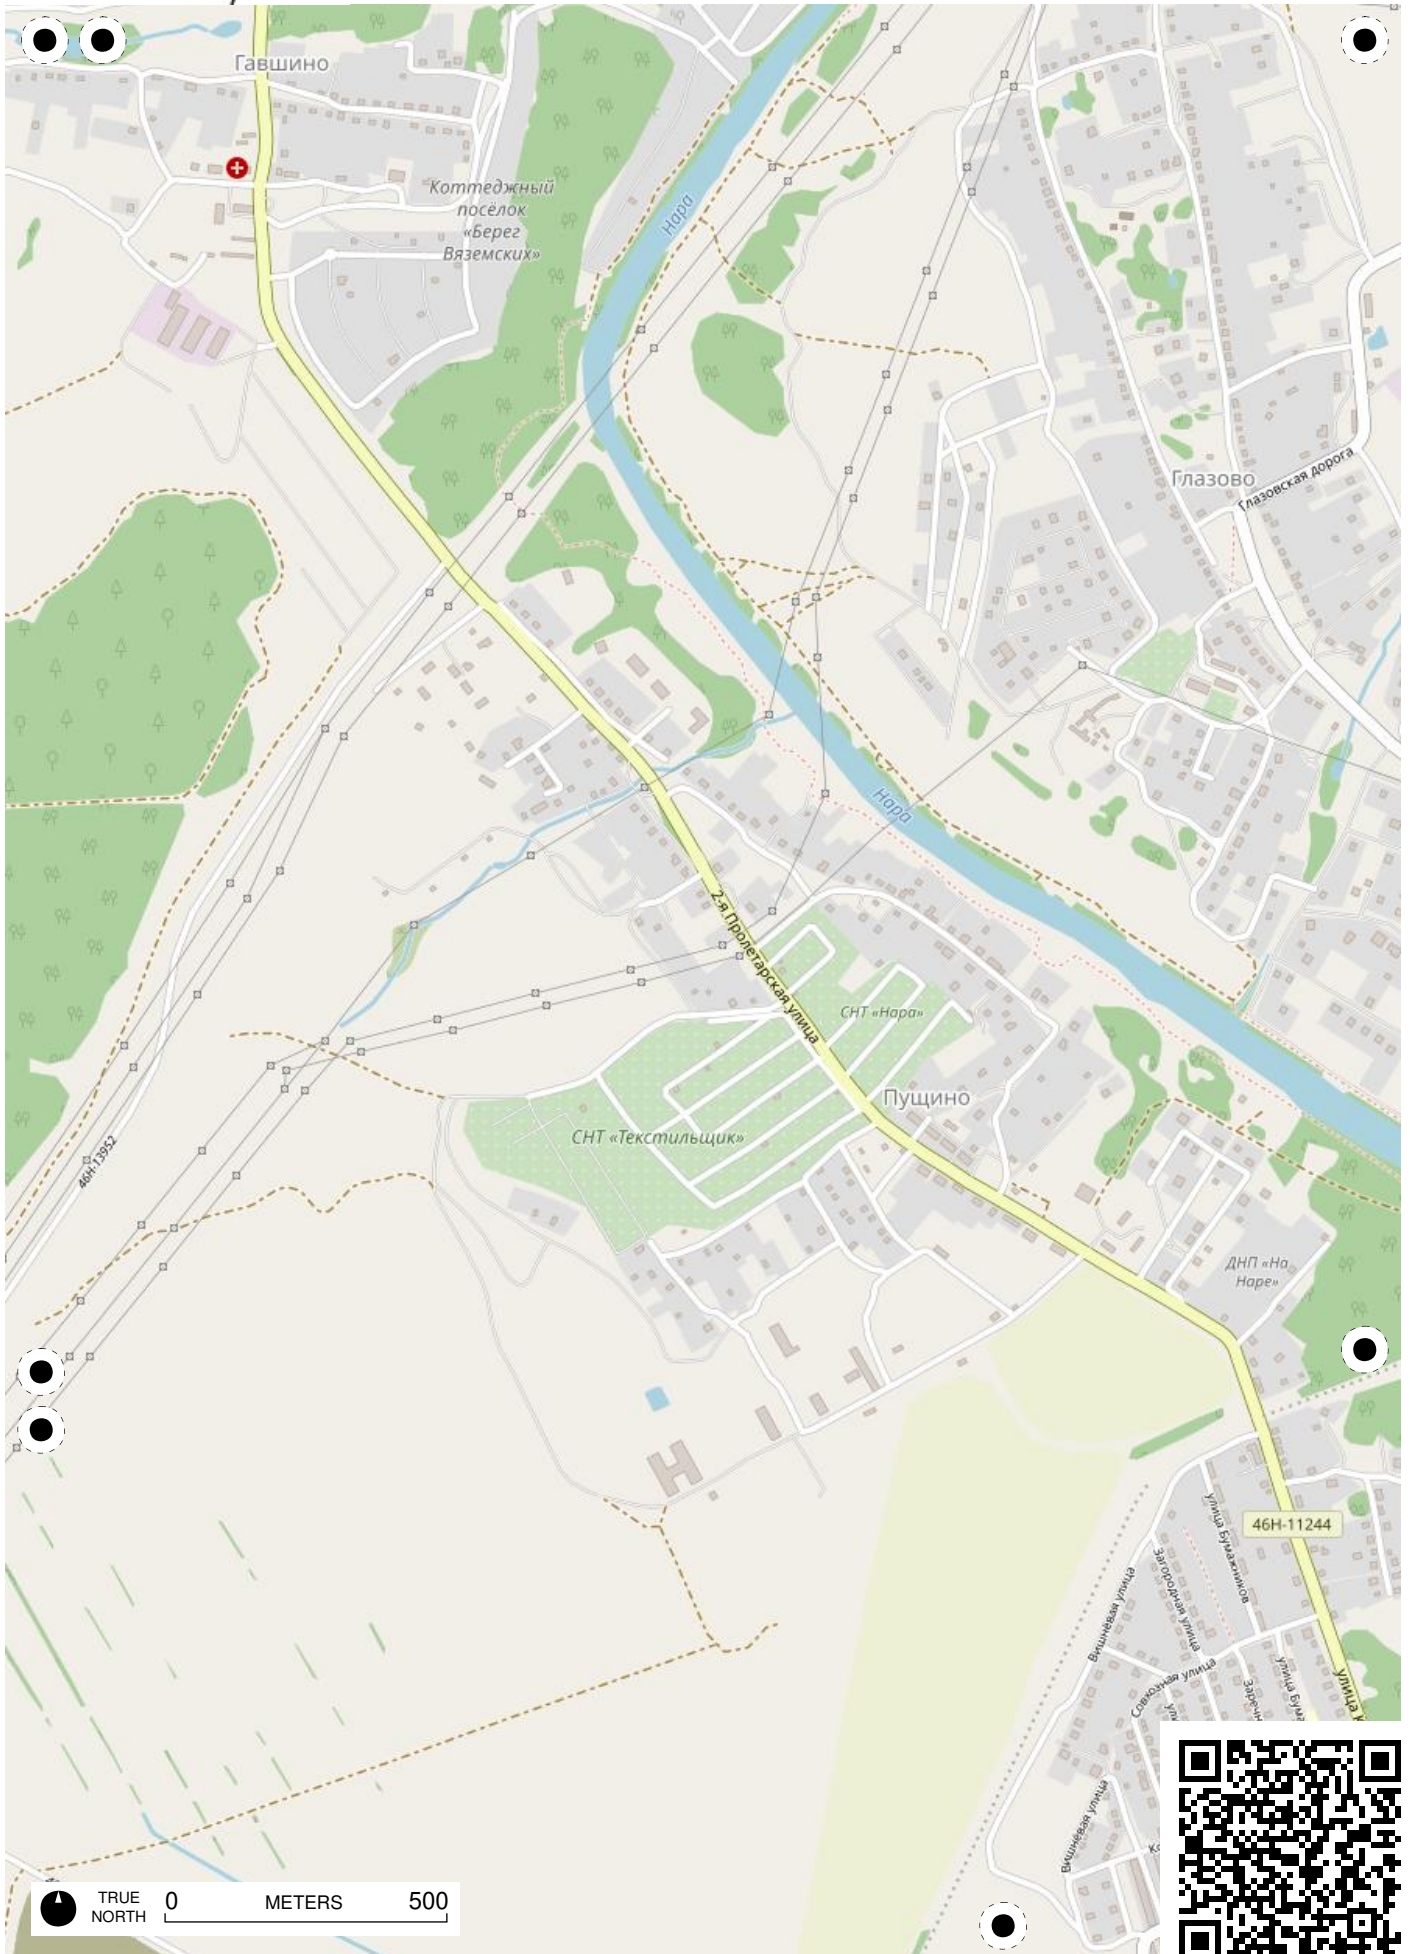 Гавшино
Коттеджный
посёлок
«Берег
Вяземских»
Нара
Глазово
Глазовская дорога
Нара
2-я Пролетарская улица
СНТ «Нара»
Пущино
СНТ «Текстильщик»
46Н-13952
ДНП «На
Наре»
46Н-11244
улица Бумажников
Загородная улица
Вишнёвая улица
Совхозная улица
улица
Вишнёвая улица
TRUE
NORTH
0
METERS
500